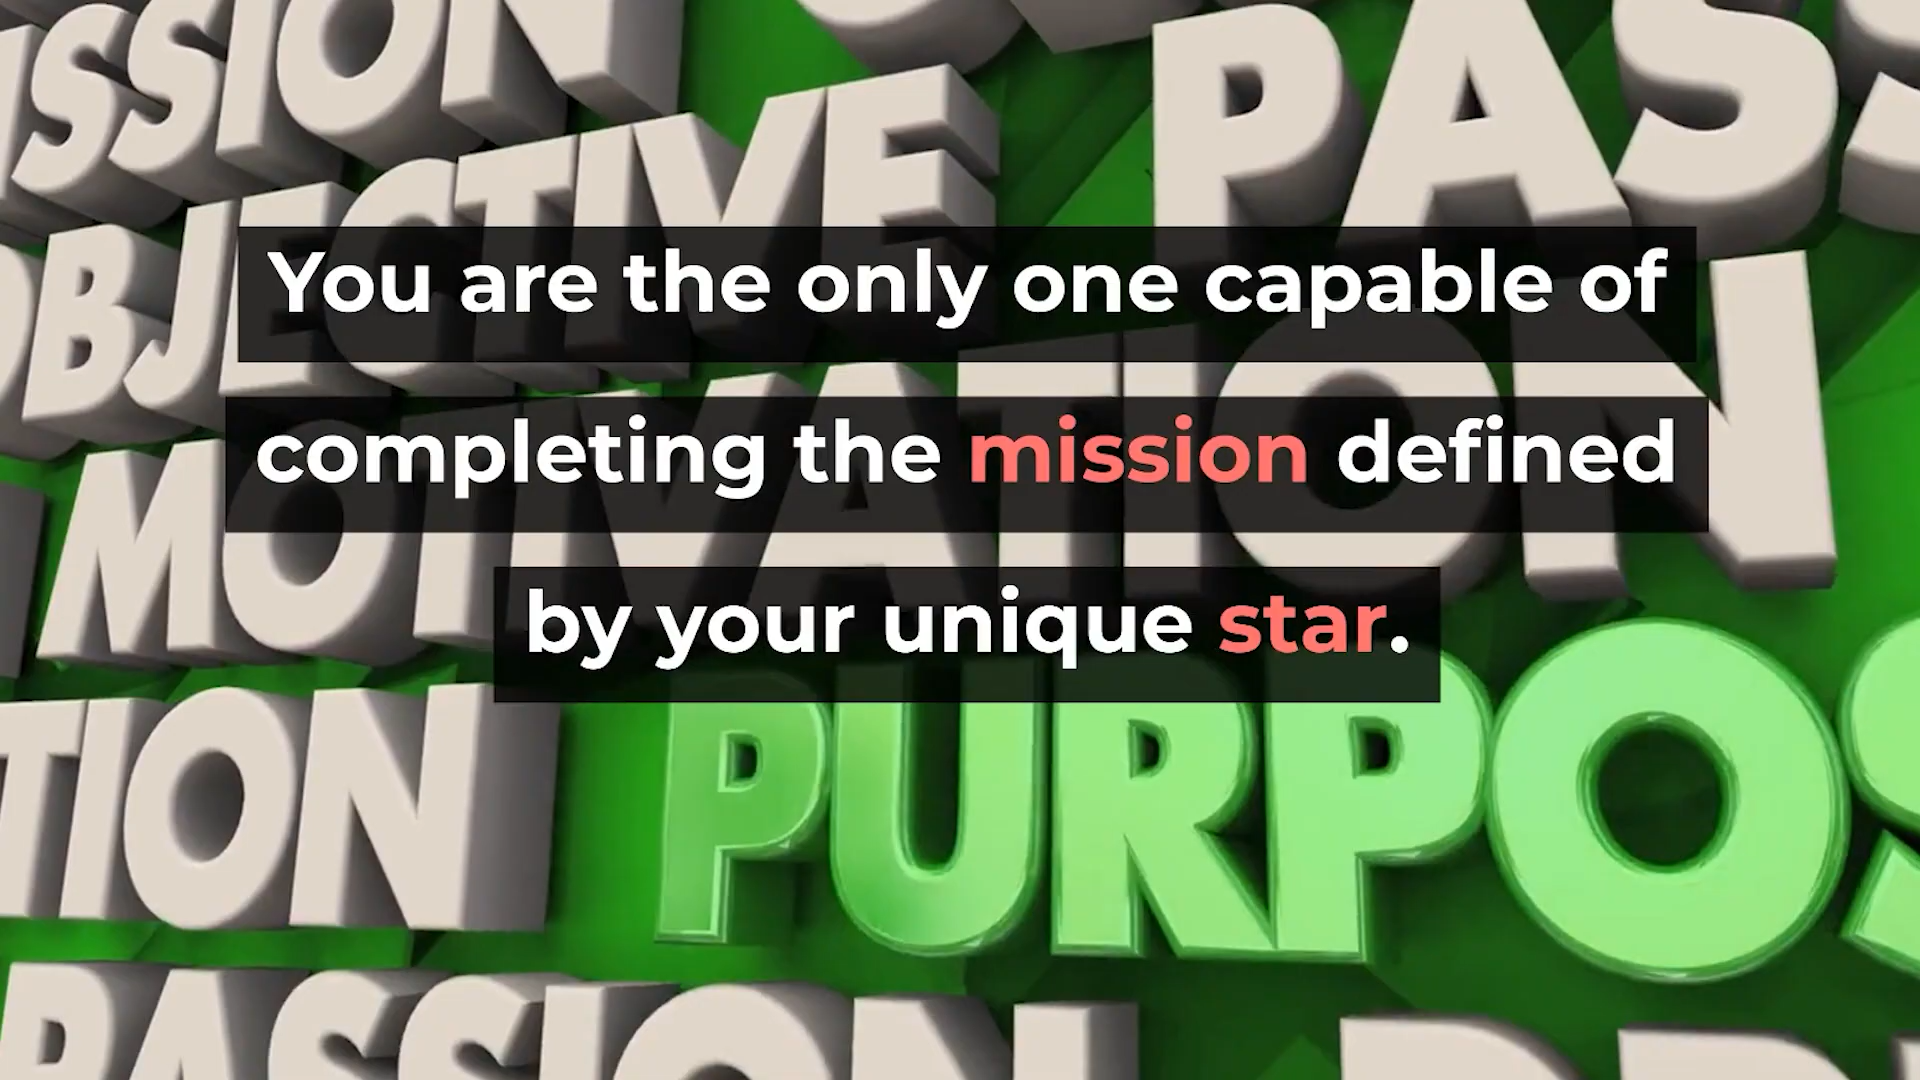 ISSION
PASS
OBJECTIVE
You are the only one capable of
completing the mission defined
by your unique star.
MOTIVATION
TION
PURPOS
PASSION